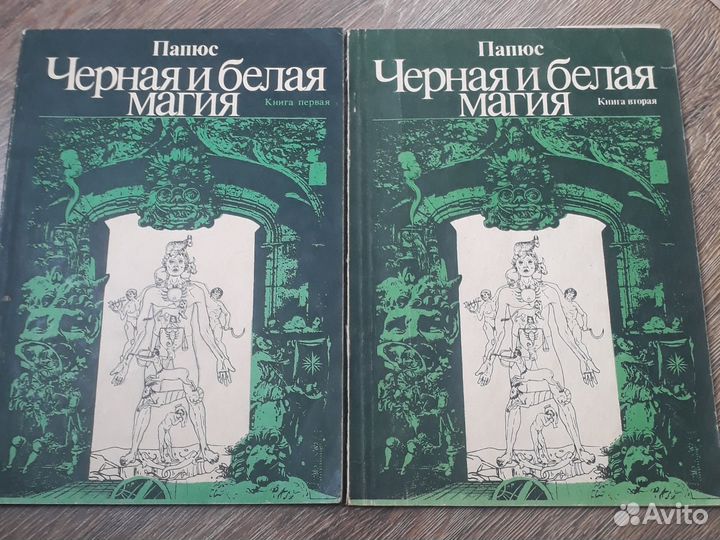 Папюс
Черная и белая
магия
Книга первая
Папюс
Черная и белая
магия
Книга вторая
Avito